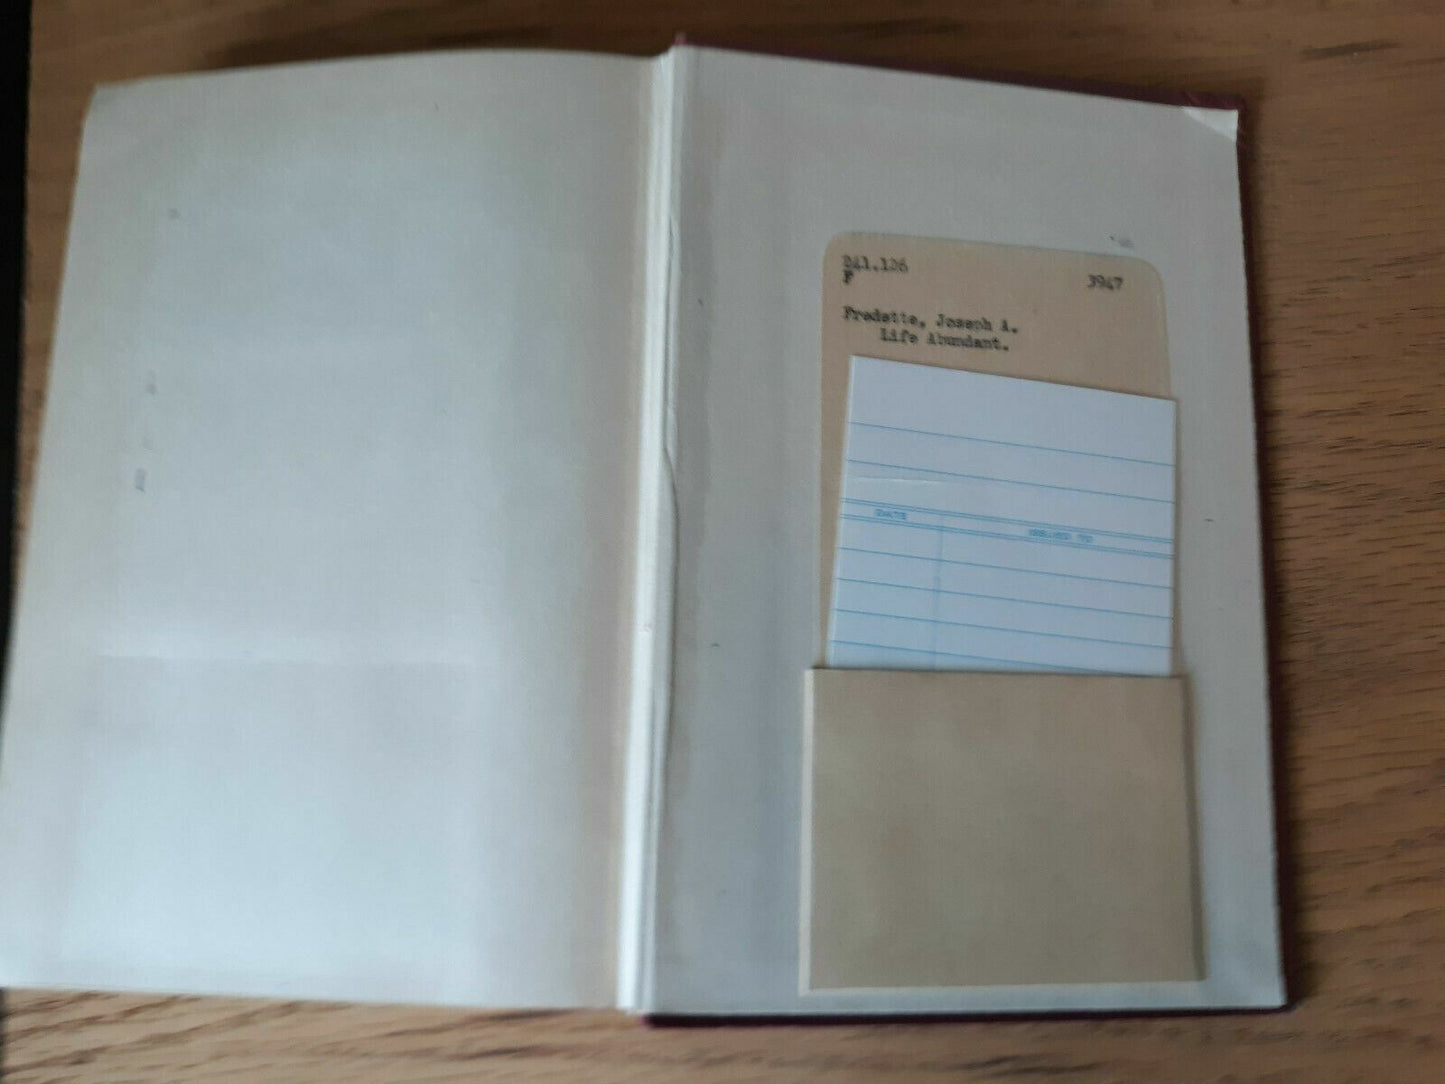 241.126 3947
F
Fredette, Joseph A.
Life Abundant.
DATE ISSUED TO